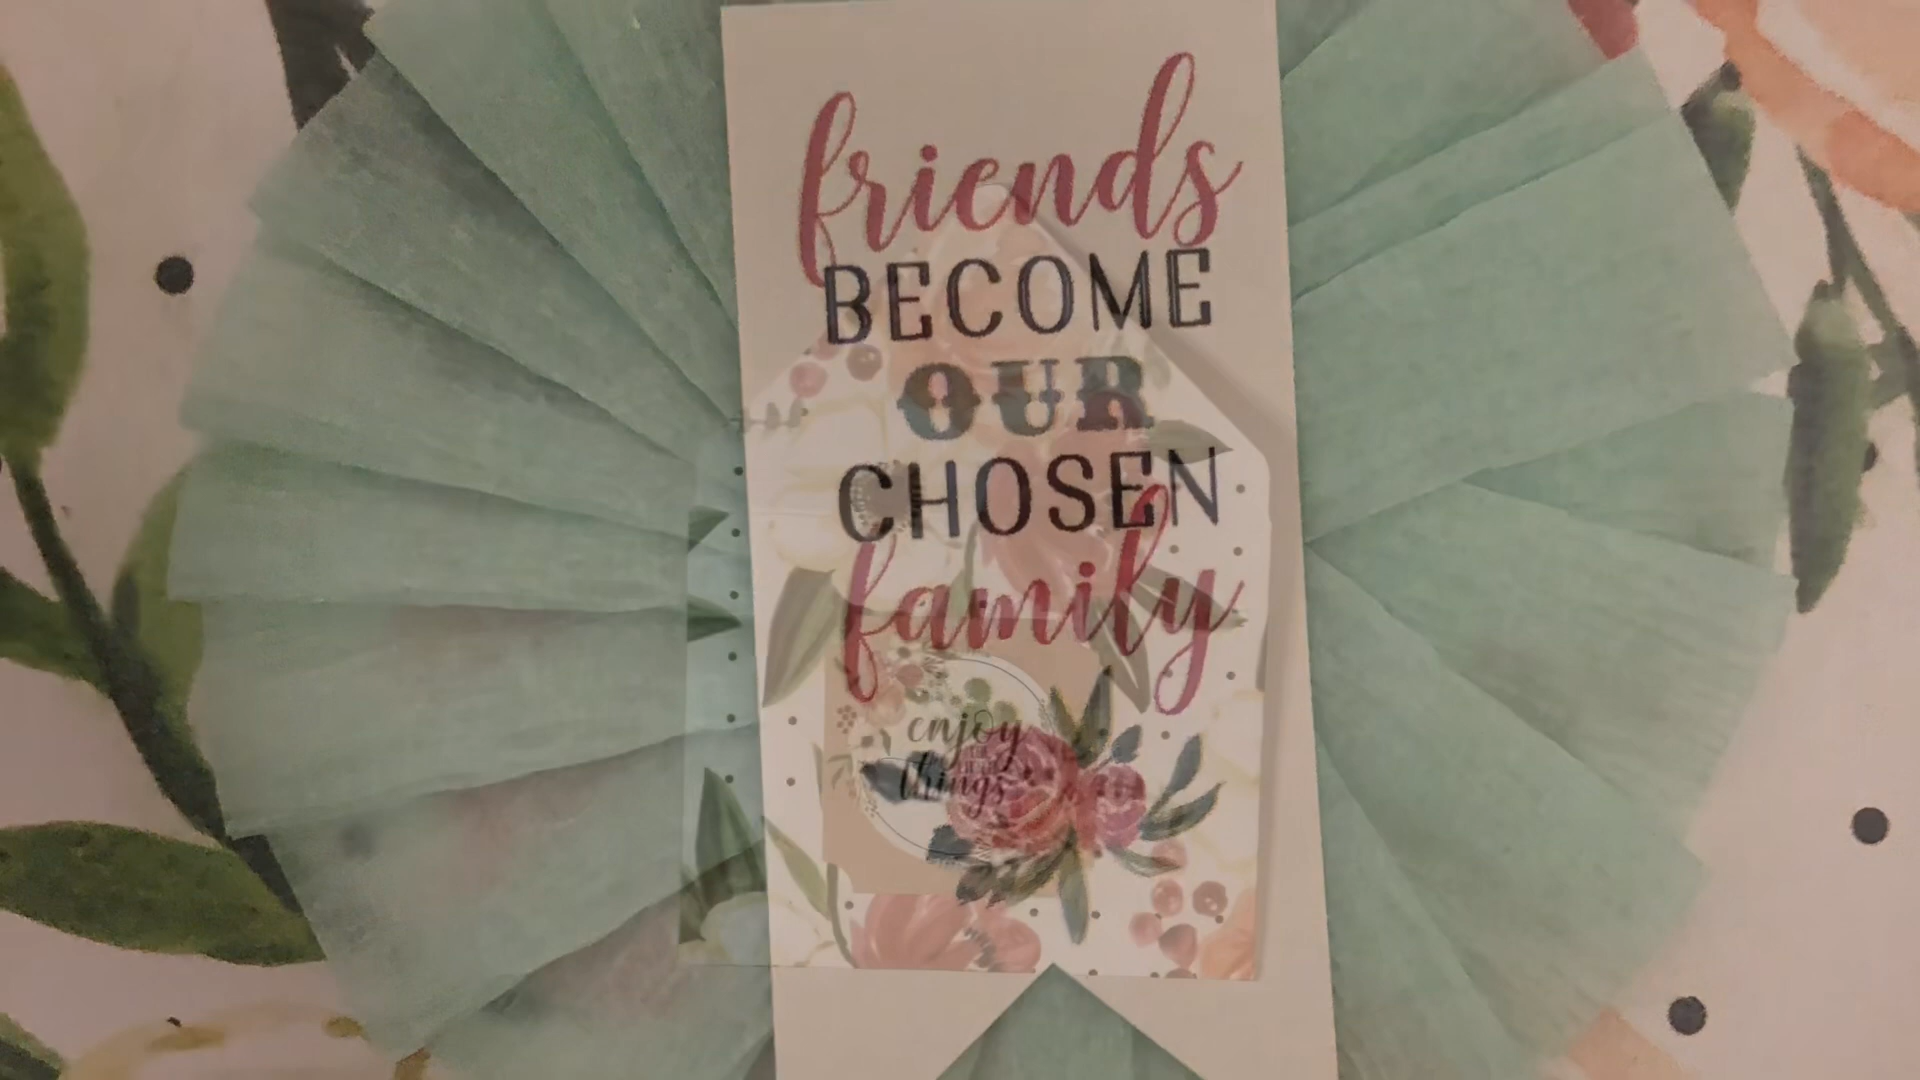 friends
BECOME
OUR
CHOSEN
family
enjoy
things